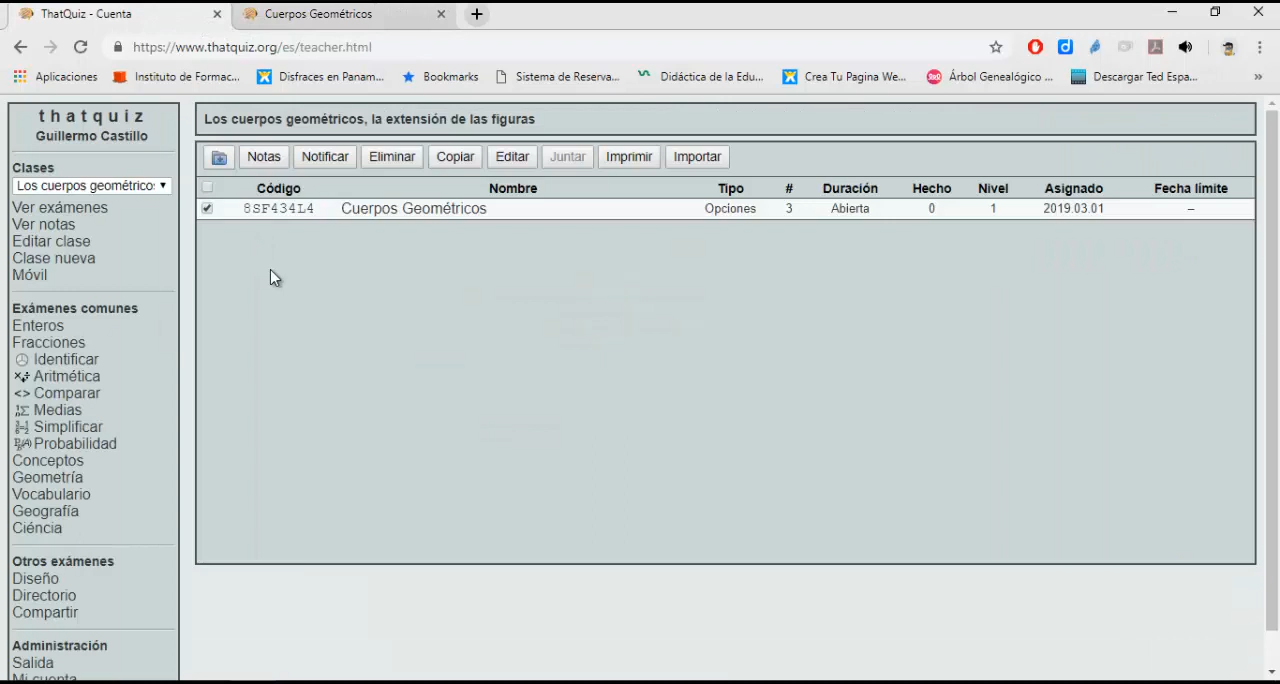 ThatQuiz - Cuenta
Cuerpos Geométricos
https://www.thatquiz.org/es/teacher.html
Aplicaciones
Instituto de Formac...
Disfraces en Panam...
Bookmarks
Sistema de Reserva...
Didáctica de la Edu...
Crea Tu Pagina We...
Árbol Genealógico ...
Descargar Ted Espa...
»
thatquiz
Guillermo Castillo
Clases
Los cuerpos geométrico:
Ver exámenes
Ver notas
Editar clase
Clase nueva
Móvil
Exámenes comunes
Enteros
Fracciones
Identificar
Aritmética
<> Comparar
Medias
Simplificar
Probabilidad
Conceptos
Geometría
Vocabulario
Geografía
Ciéncia
Otros exámenes
Diseño
Directorio
Compartir
Administración
Salida
Mi cuenta
Los cuerpos geométricos, la extensión de las figuras
Notas Notificar Eliminar Copiar Editar Juntar Imprimir Importar
Código Nombre Tipo # Duración Hecho Nivel Asignado Fecha límite
8SF434L4 Cuerpos Geométricos Opciones 3 Abierta 0 1 2019.03.01 –